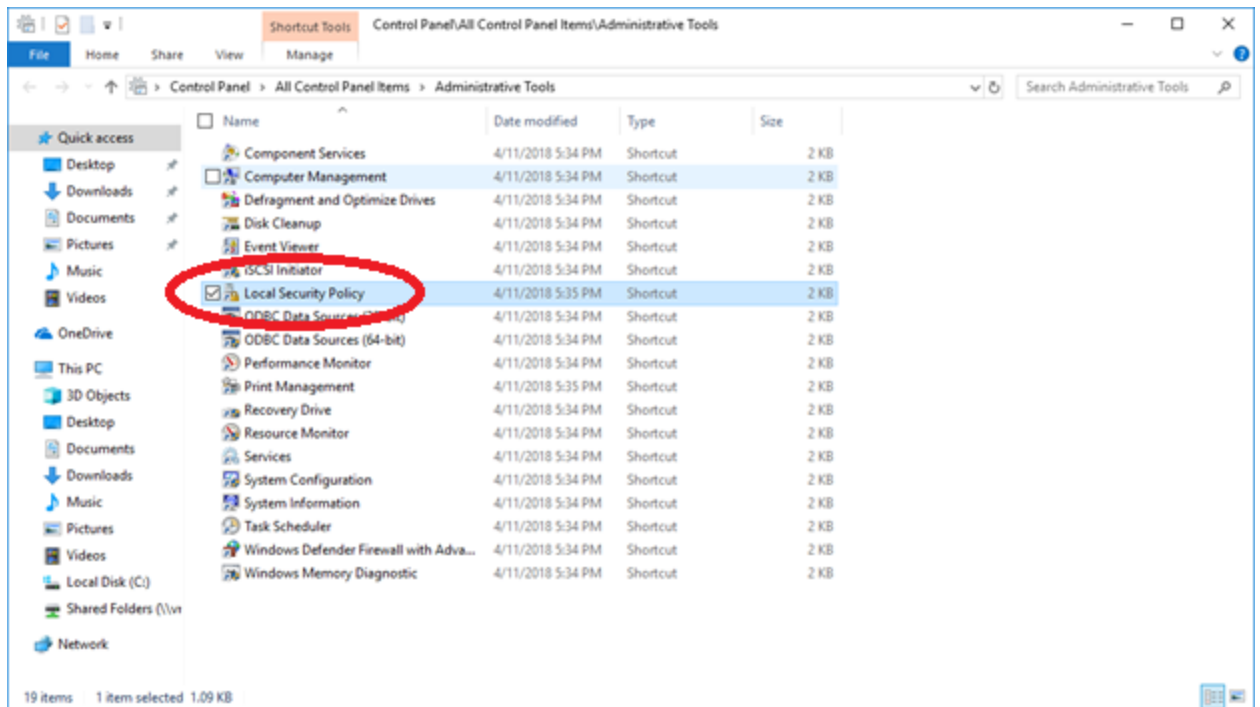 Shortcut Tools Control Panel\All Control Panel Items\Administrative Tools
File Home Share View Manage
Control Panel > All Control Panel Items > Administrative Tools Search Administrative Tools
Name Date modified Type Size
Quick access
Desktop
Downloads
Documents
Pictures
Music
Videos
OneDrive
This PC
3D Objects
Desktop
Documents
Downloads
Music
Pictures
Videos
Local Disk (C:)
Shared Folders (\\vr
Network
Component Services 4/11/2018 5:34 PM Shortcut 2 KB
Computer Management 4/11/2018 5:34 PM Shortcut 2 KB
Defragment and Optimize Drives 4/11/2018 5:34 PM Shortcut 2 KB
Disk Cleanup 4/11/2018 5:34 PM Shortcut 2 KB
Event Viewer 4/11/2018 5:34 PM Shortcut 2 KB
iSCSI Initiator 4/11/2018 5:34 PM Shortcut 2 KB
Local Security Policy 4/11/2018 5:35 PM Shortcut 2 KB
ODBC Data Sources 4/11/2018 5:34 PM Shortcut 2 KB
ODBC Data Sources (64-bit) 4/11/2018 5:34 PM Shortcut 2 KB
Performance Monitor 4/11/2018 5:34 PM Shortcut 2 KB
Print Management 4/11/2018 5:35 PM Shortcut 2 KB
Recovery Drive 4/11/2018 5:34 PM Shortcut 2 KB
Resource Monitor 4/11/2018 5:34 PM Shortcut 2 KB
Services 4/11/2018 5:34 PM Shortcut 2 KB
System Configuration 4/11/2018 5:34 PM Shortcut 2 KB
System Information 4/11/2018 5:34 PM Shortcut 2 KB
Task Scheduler 4/11/2018 5:34 PM Shortcut 2 KB
Windows Defender Firewall with Adva... 4/11/2018 5:34 PM Shortcut 2 KB
Windows Memory Diagnostic 4/11/2018 5:34 PM Shortcut 2 KB
19 items 1 item selected 1.09 KB